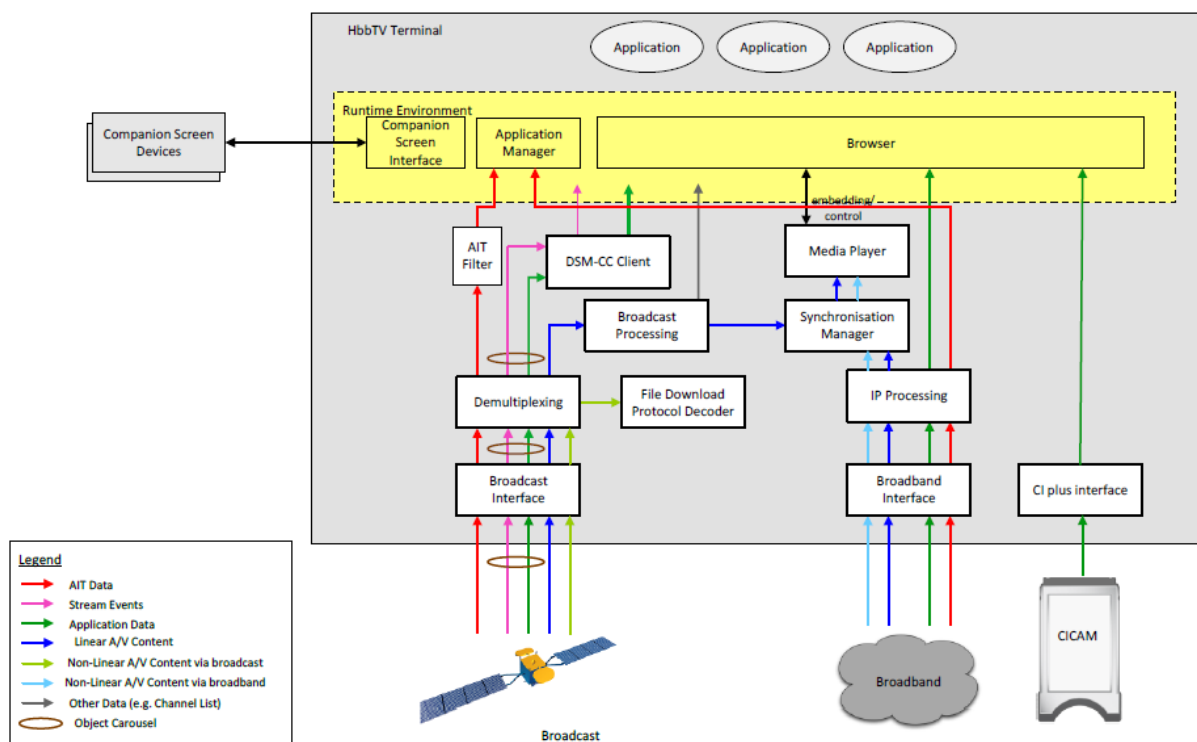 HbbTV Terminal
Application
Application
Application
Runtime Environment
Companion Screen
Devices
Companion
Screen
Interface
Application
Manager
Browser
embedding/
control
AIT
Filter
DSM-CC Client
Media Player
Broadcast
Processing
Synchronisation
Manager
Demultiplexing
File Download
Protocol Decoder
IP Processing
Broadcast
Interface
Broadband
Interface
CI plus interface
Legend
AIT Data
Stream Events
Application Data
Linear A/V Content
Non-Linear A/V Content via broadcast
Non-Linear A/V Content via broadband
Other Data (e.g. Channel List)
Object Carousel
Broadcast
Broadband
CICAM